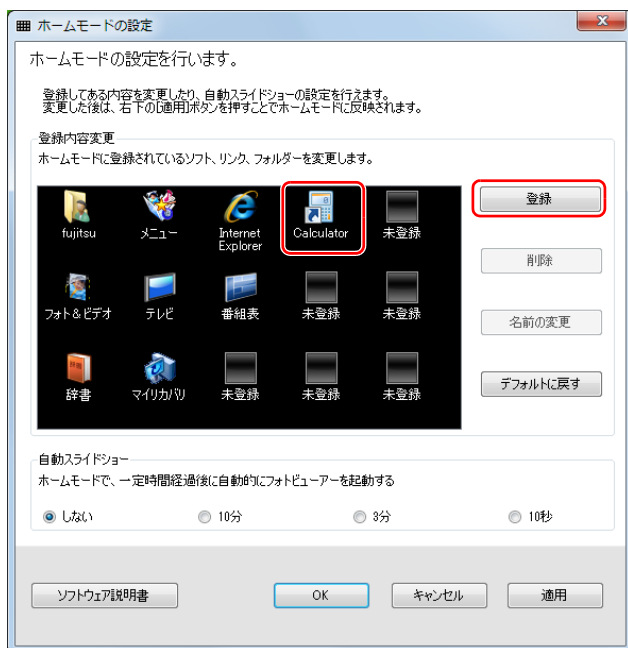 ホームモードの設定
ホームモードの設定を行います。
登録してある内容を変更したり、自動スライドショーの設定を行えます。
変更した後は、右下の[適用]ボタンを押すことでホームモードに反映されます。
登録内容変更
ホームモードに登録されているソフト、リンク、フォルダーを変更します。
fujitsu
メニュー
Internet
Explorer
Calculator
未登録
登録
削除
フォト&ビデオ
テレビ
番組表
未登録
未登録
名前の変更
辞書
マイリカバリ
未登録
未登録
未登録
デフォルトに戻す
自動スライドショー
ホームモードで、一定時間経過後に自動的にフォトビューアーを起動する
しない
10分
3分
10秒
ソフトウェア説明書
OK
キャンセル
適用